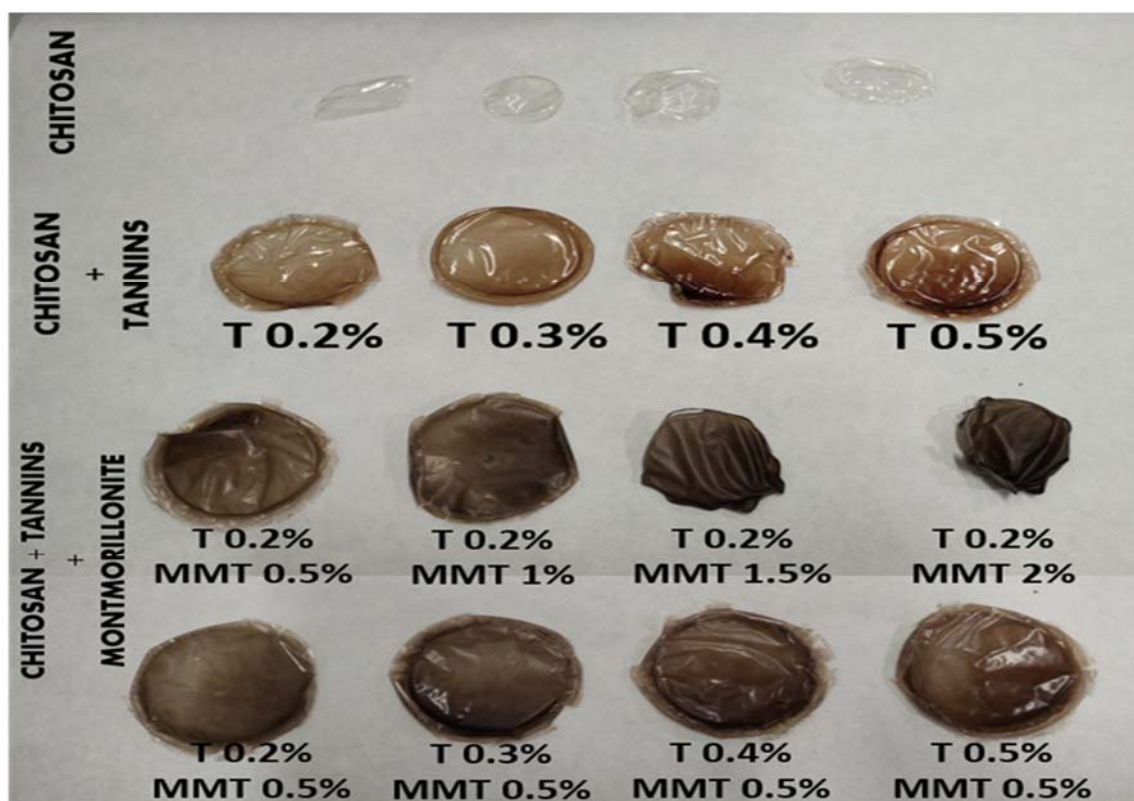 CHITOSAN
CHITOSAN
+
TANNINS
T 0.2% T 0.3% T 0.4% T 0.5%
CHITOSAN + TANNINS
+
MONTMORILLONITE
T 0.2% T 0.2% T 0.2% T 0.2%
MMT 0.5% MMT 1% MMT 1.5% MMT 2%
T 0.2% T 0.3% T 0.4% T 0.5%
MMT 0.5% MMT 0.5% MMT 0.5% MMT 0.5%